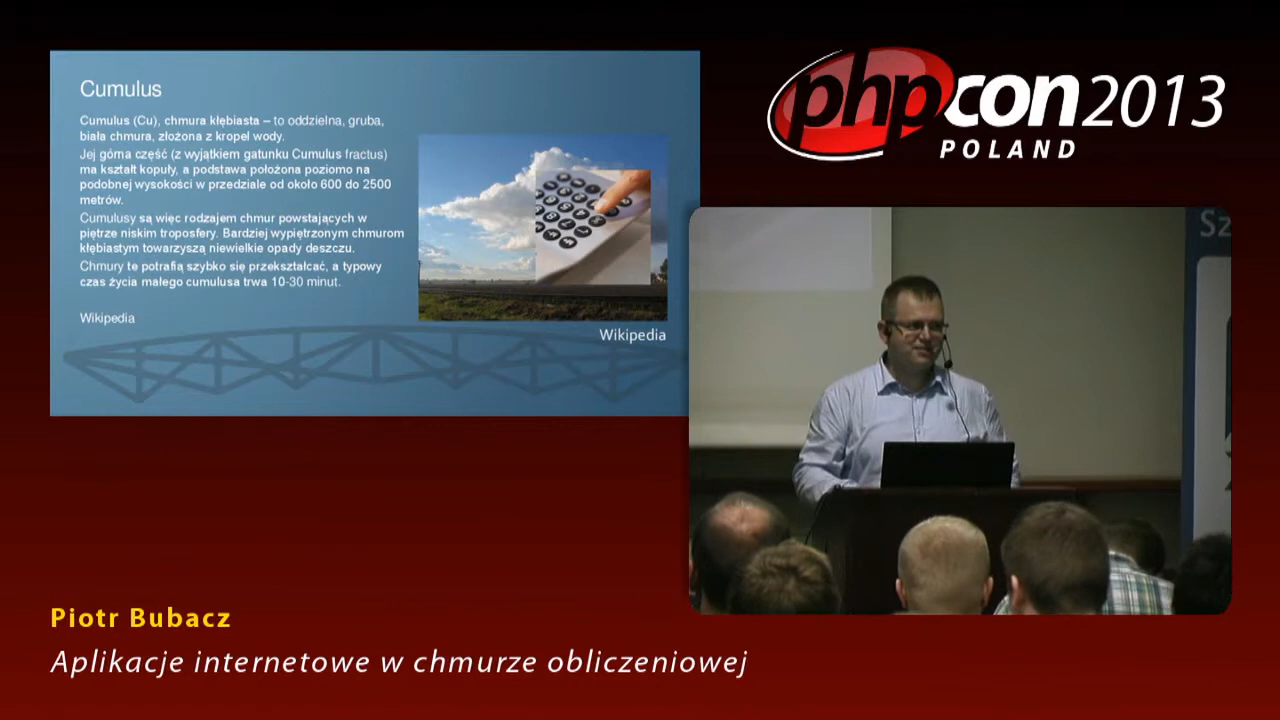 Cumulus
Cumulus (Cu), chmura kłębiasta – to oddzielna, gruba,
biała chmura, złożona z kropel wody.
Jej górna część (z wyjątkiem gatunku Cumulus fractus)
ma kształt kopuły, a podstawa położona poziomo na
podobnej wysokości w przedziale od około 600 do 2500
metrów.
Cumulusy są więc rodzajem chmur powstających w
piętrze niskim troposfery. Bardziej wypiętrzonym chmurom
kłębiastym towarzyszą niewielkie opady deszczu.
Chmury te potrafią szybko się przekształcać, a typowy
czas życia małego cumulusa trwa 10-30 minut.
Wikipedia
Wikipedia
phpcon2013
POLAND
Sz
Piotr Bubacz
Aplikacje internetowe w chmurze obliczeniowej